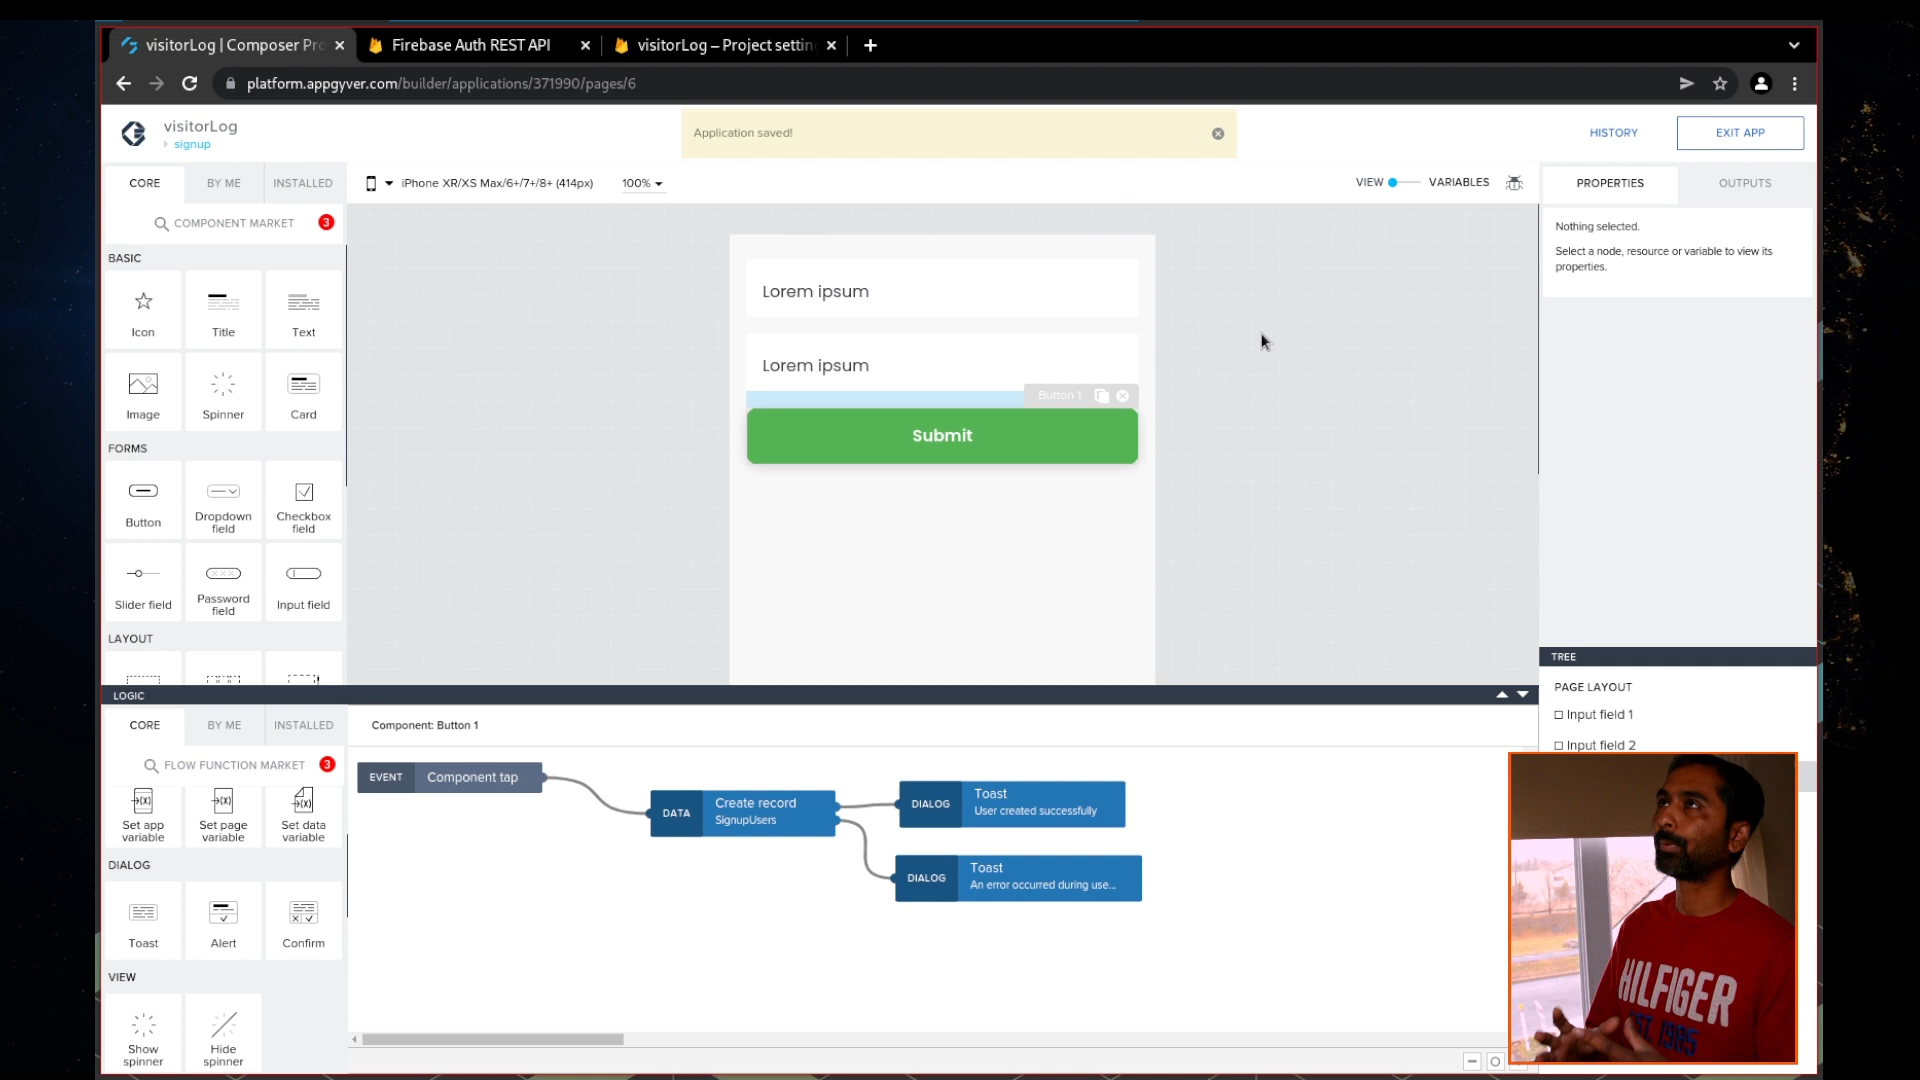 visitorLog | Composer Pro
Firebase Auth REST API
visitorLog – Project settin
platform.appgyver.com/builder/applications/371990/pages/6
visitorLog
signup
Application saved!
HISTORY
EXIT APP
CORE
BY ME
INSTALLED
iPhone XR/XS Max/6+/7+/8+ (414px)
100%
VIEW
VARIABLES
PROPERTIES
OUTPUTS
COMPONENT MARKET
3
BASIC
Icon
Title
Text
Image
Spinner
Card
FORMS
Button
Dropdown
field
Checkbox
field
Slider field
Password
field
Input field
LAYOUT
Lorem ipsum
Lorem ipsum
Button 1
Submit
Nothing selected.
Select a node, resource or variable to view its
properties.
TREE
PAGE LAYOUT
Input field 1
Input field 2
LOGIC
CORE
BY ME
INSTALLED
Component: Button 1
FLOW FUNCTION MARKET
3
Set app
variable
Set page
variable
Set data
variable
DIALOG
Toast
Alert
Confirm
VIEW
Show
spinner
Hide
spinner
EVENT
Component tap
DATA
Create record
SignupUsers
DIALOG
Toast
User created successfully
DIALOG
Toast
An error occurred during use...
HILFIGER
EST. 1985